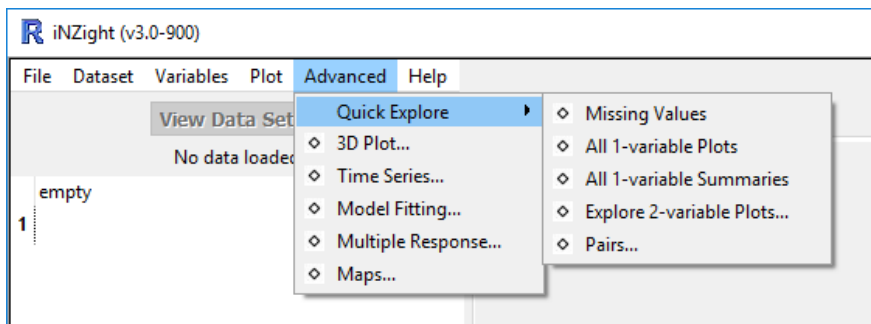 iNZight (v3.0-900)
File Dataset Variables Plot Advanced Help
View Data Set
No data loaded
empty
1
Quick Explore
3D Plot...
Time Series...
Model Fitting...
Multiple Response...
Maps...
Missing Values
All 1-variable Plots
All 1-variable Summaries
Explore 2-variable Plots...
Pairs...